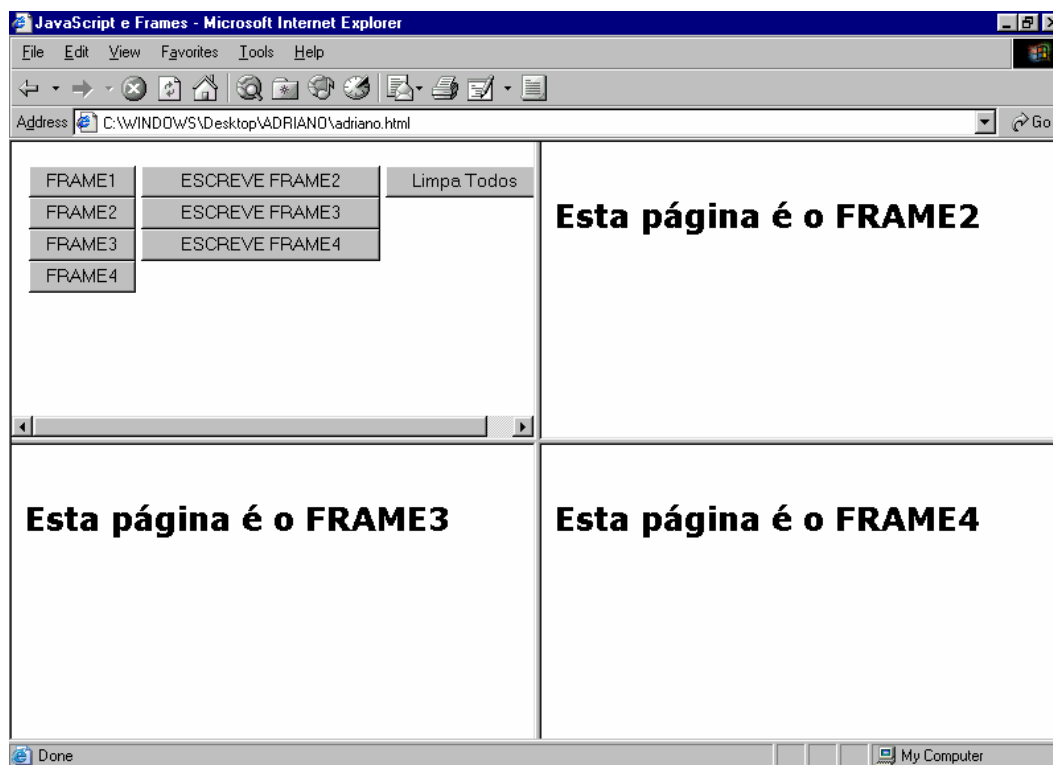 JavaScript e Frames - Microsoft Internet Explorer
File Edit View Favorites Tools Help
Address C:\WINDOWS\Desktop\ADRIANO\adriano.html Go
FRAME1 ESCREVE FRAME2 Limpa Todos
FRAME2 ESCREVE FRAME3
FRAME3 ESCREVE FRAME4
FRAME4
Esta página é o FRAME2
Esta página é o FRAME3
Esta página é o FRAME4
Done My Computer